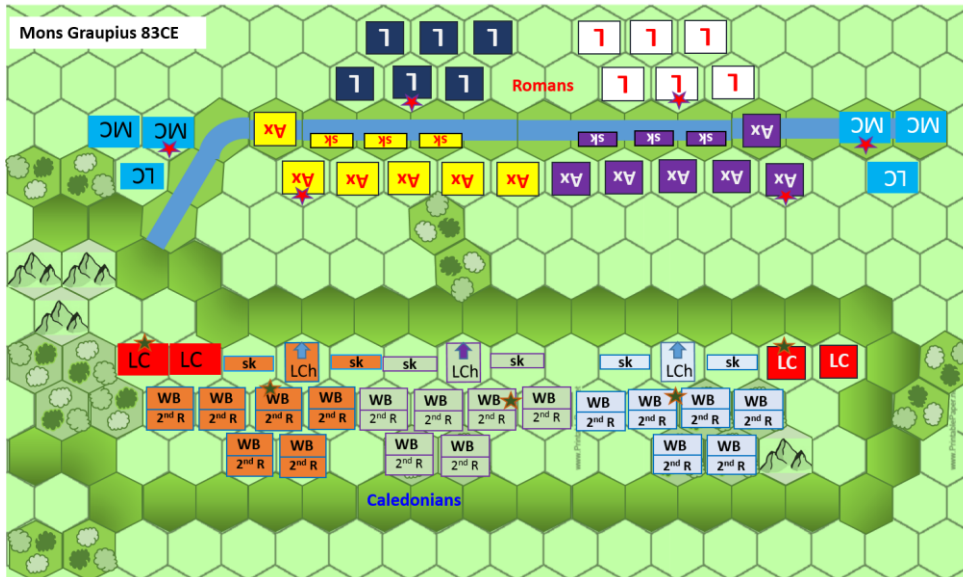 Mons Graupius 83CE
L L L L L L
L L L Romans L L L
MC MC Ax sk sk sk sk sk sk Ax MC MC
LC Ax Ax Ax Ax Ax Ax Ax Ax Ax Ax LC
LC LC sk LCh sk sk LCh sk sk LCh sk LC LC
WB WB WB WB WB WB WB WB WB WB WB WB
2nd R 2nd R 2nd R 2nd R 2nd R 2nd R 2nd R 2nd R 2nd R 2nd R 2nd R 2nd R
WB WB WB WB WB WB
2nd R 2nd R 2nd R 2nd R 2nd R 2nd R
Caledonians